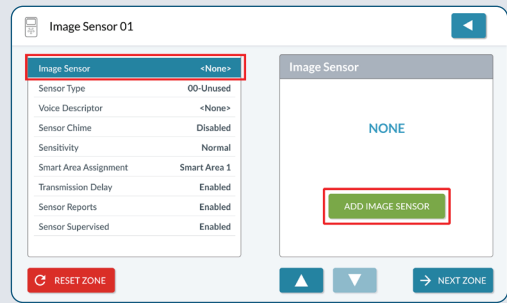 Image Sensor 01
Image Sensor <None>
Sensor Type 00-Unused
Voice Descriptor <None>
Sensor Chime Disabled
Sensitivity Normal
Smart Area Assignment Smart Area 1
Transmission Delay Enabled
Sensor Reports Enabled
Sensor Supervised Enabled
Image Sensor
NONE
ADD IMAGE SENSOR
RESET ZONE
NEXT ZONE